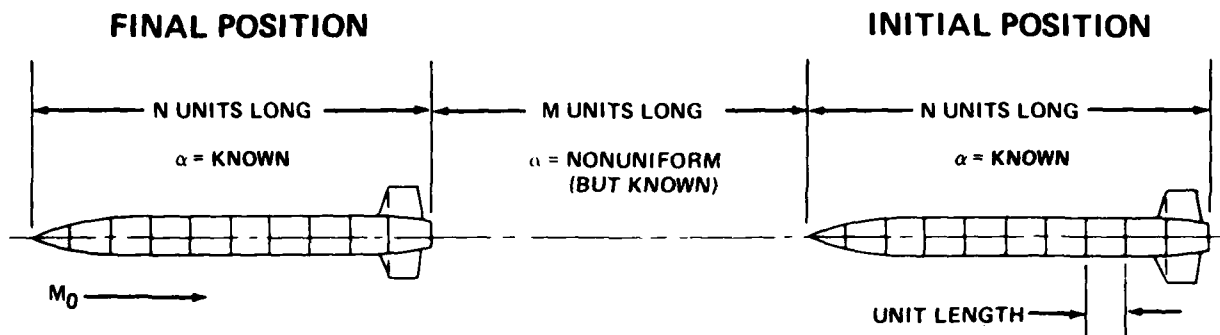 FINAL POSITION
INITIAL POSITION
N UNITS LONG
M UNITS LONG
N UNITS LONG
α = KNOWN
α = NONUNIFORM
(BUT KNOWN)
α = KNOWN
M₀
UNIT LENGTH